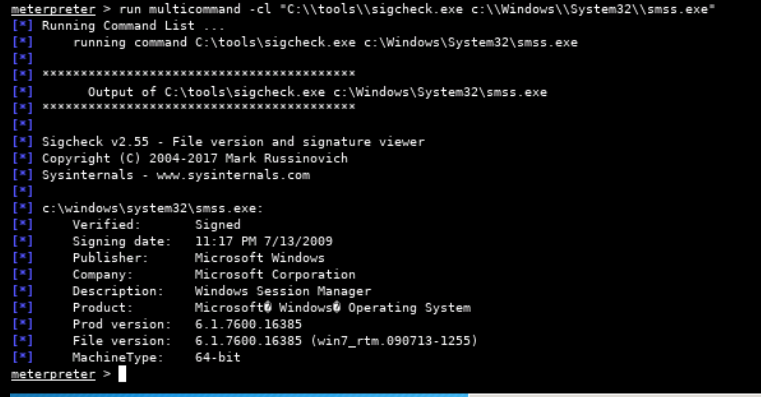 meterpreter > run multicommand -cl "C:\\tools\\sigcheck.exe c:\\Windows\\System32\\smss.exe"
[*] Running Command List ...
[*]     running command C:\tools\sigcheck.exe c:\Windows\System32\smss.exe
[*]
[*] *****************************************
[*]       Output of C:\tools\sigcheck.exe c:\Windows\System32\smss.exe
[*] *****************************************
[*]
[*] Sigcheck v2.55 - File version and signature viewer
[*] Copyright (C) 2004-2017 Mark Russinovich
[*] Sysinternals - www.sysinternals.com
[*]
[*] c:\windows\system32\smss.exe:
[*]     Verified:       Signed
[*]     Signing date:   11:17 PM 7/13/2009
[*]     Publisher:      Microsoft Windows
[*]     Company:        Microsoft Corporation
[*]     Description:    Windows Session Manager
[*]     Product:        Microsoft� Windows� Operating System
[*]     Prod version:   6.1.7600.16385
[*]     File version:   6.1.7600.16385 (win7_rtm.090713-1255)
[*]     MachineType:    64-bit
meterpreter >